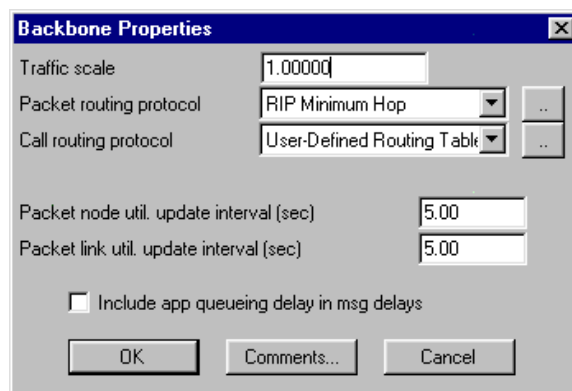 Backbone Properties
Traffic scale 1.00000
Packet routing protocol RIP Minimum Hop ..
Call routing protocol User-Defined Routing Table ..
Packet node util. update interval (sec) 5.00
Packet link util. update interval (sec) 5.00
Include app queueing delay in msg delays
OK Comments... Cancel